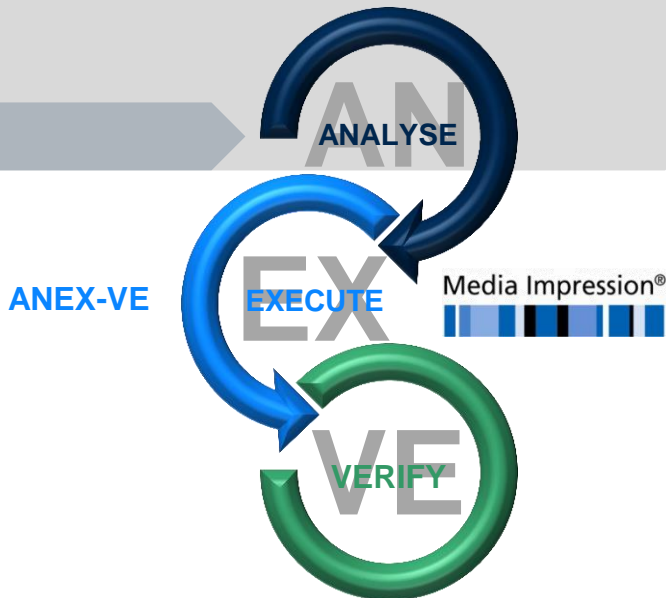 AN
ANALYSE
ANEX-VE
EX
EXECUTE
Media Impression®
VE
VERIFY